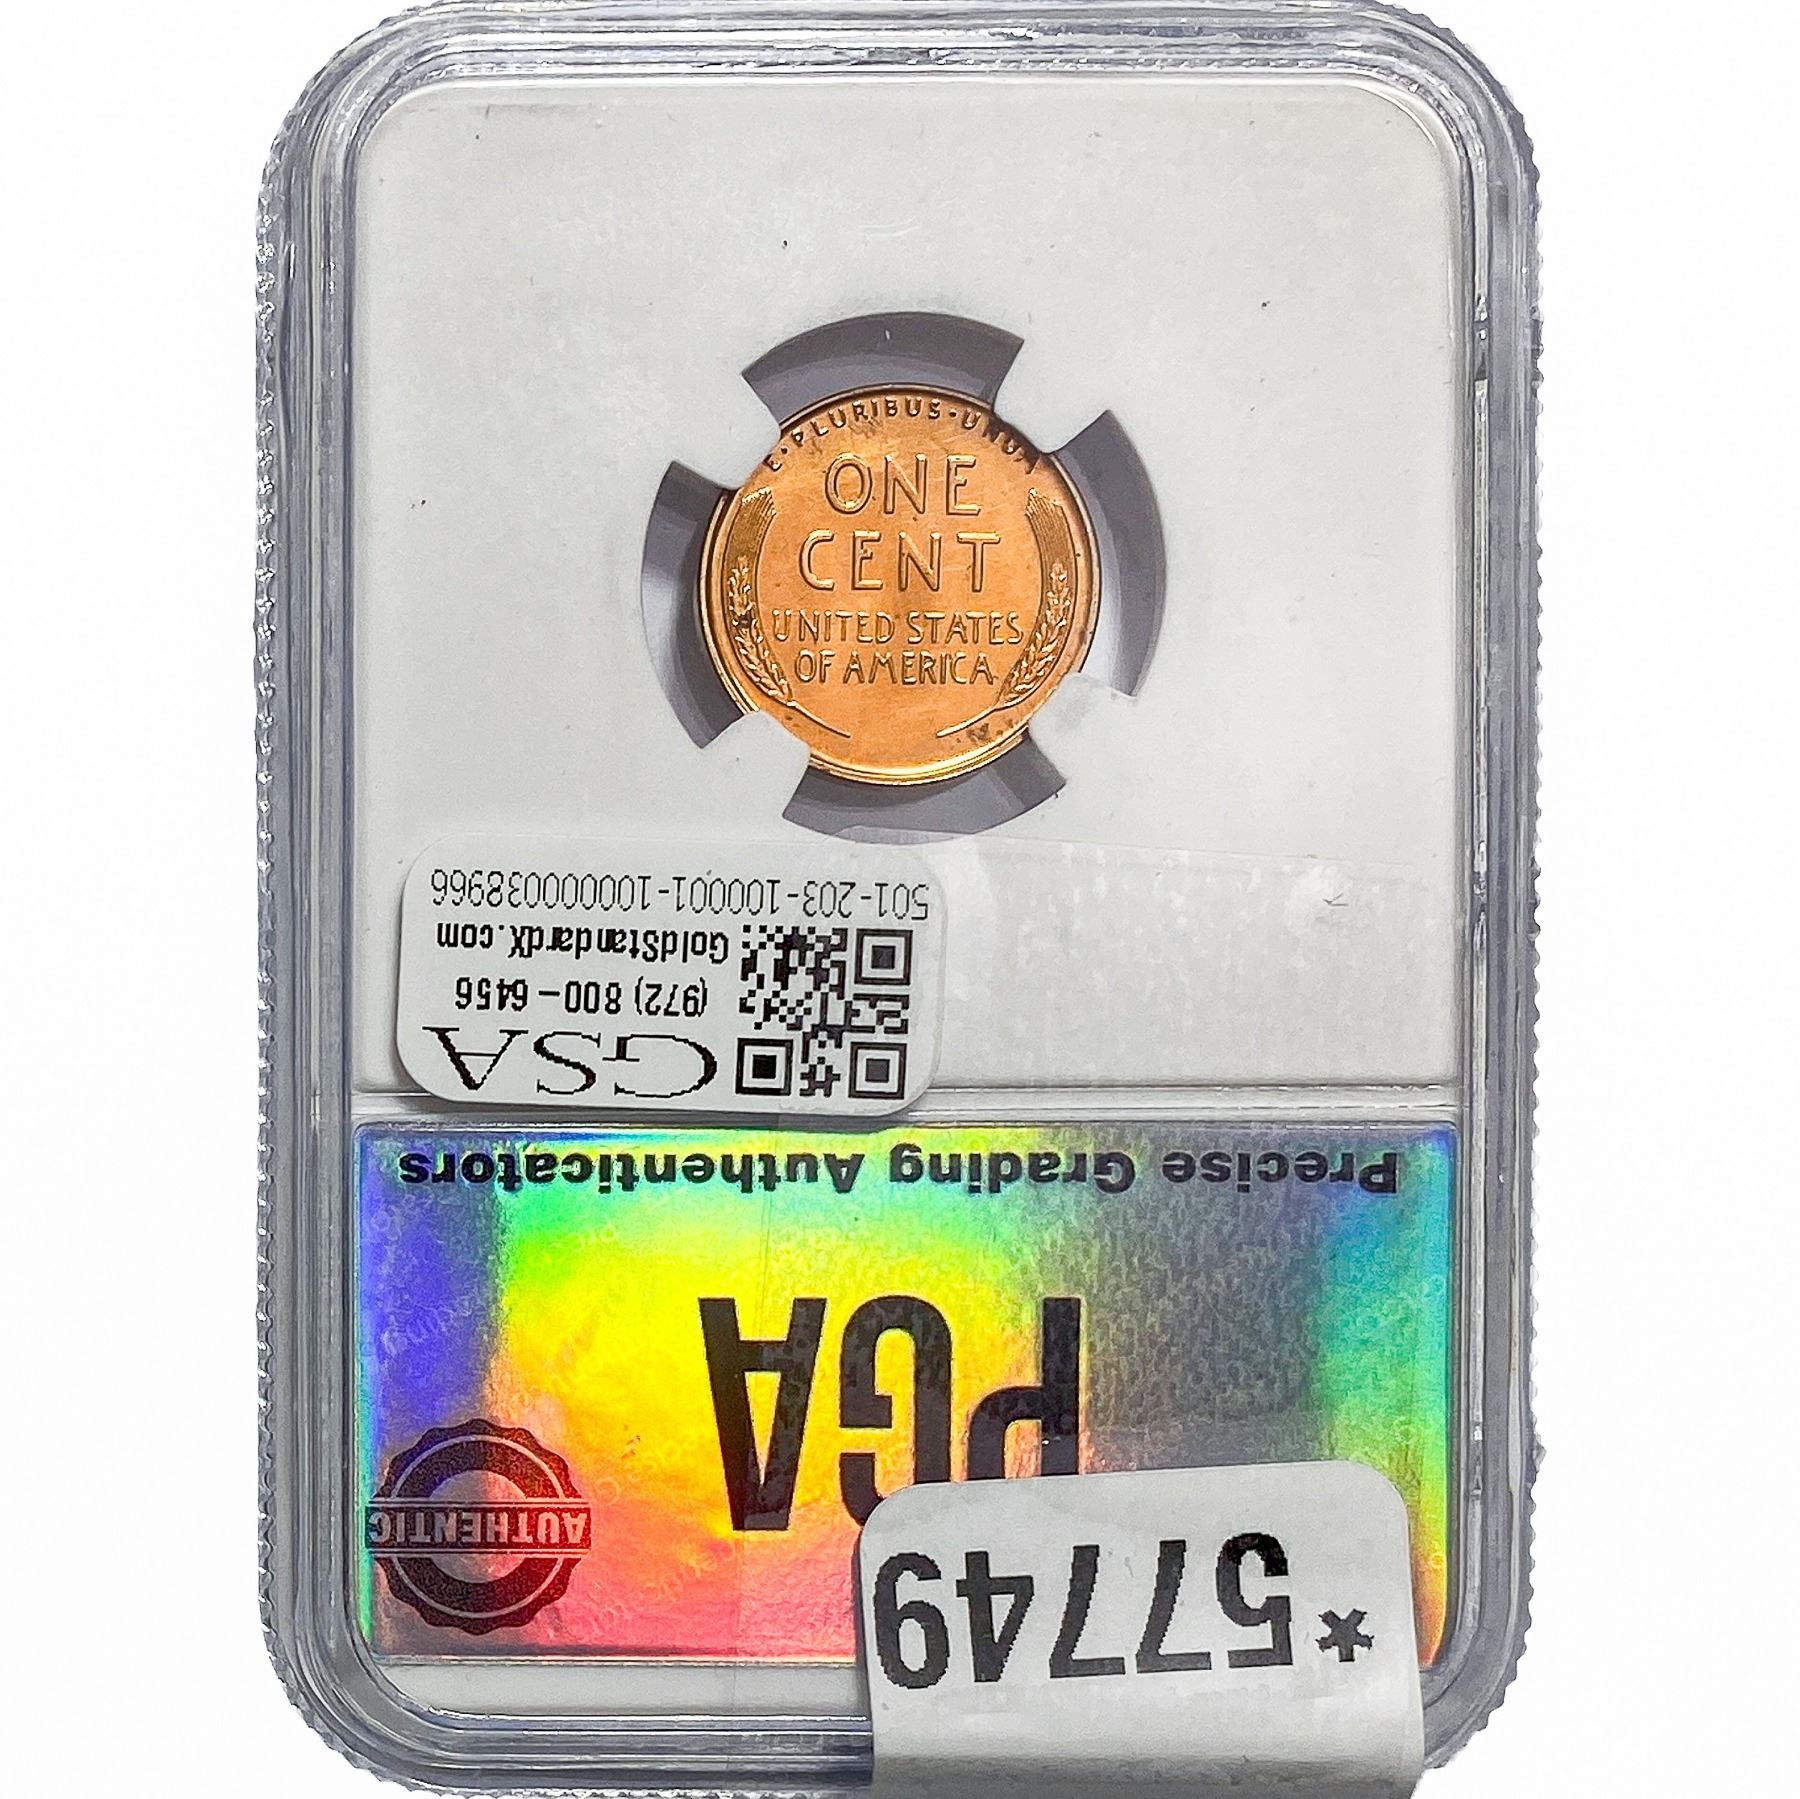 E·PLURIBUS·UNUM
ONE
CENT
UNITED STATES
OF AMERICA
501-203-100001-1000000038966
GoldStandardX.com
(972) 800-6456
GSA
Precise Grading Authenticators
PGA
AUTHENTIC
*57749